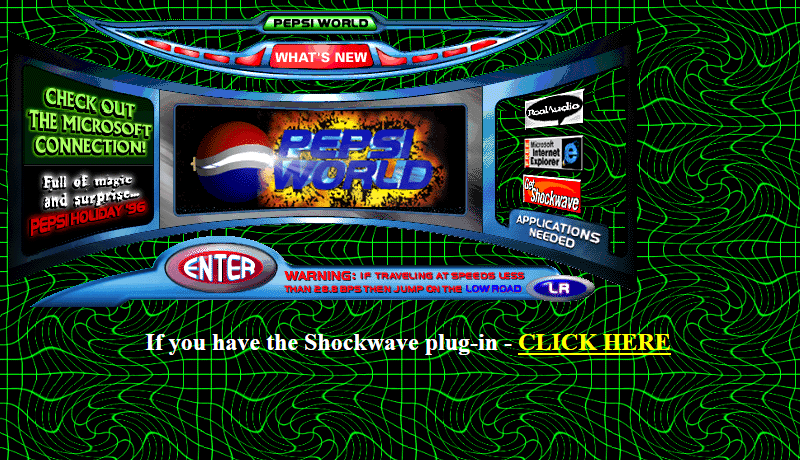 PEPSI WORLD
WHAT'S NEW
CHECK OUT
THE MICROSOFT
CONNECTION!
Full of magic
and surprise...
PEPSI HOLIDAY '96
PEPSI
WORLD
RealAudio
FREE
Microsoft
Internet
Explorer
Get
Shockwave
APPLICATIONS
NEEDED
ENTER
WARNING: IF TRAVELING AT SPEEDS LESS
THAN 28.8 BPS THEN JUMP ON THE LOW ROAD
LR
If you have the Shockwave plug-in - CLICK HERE